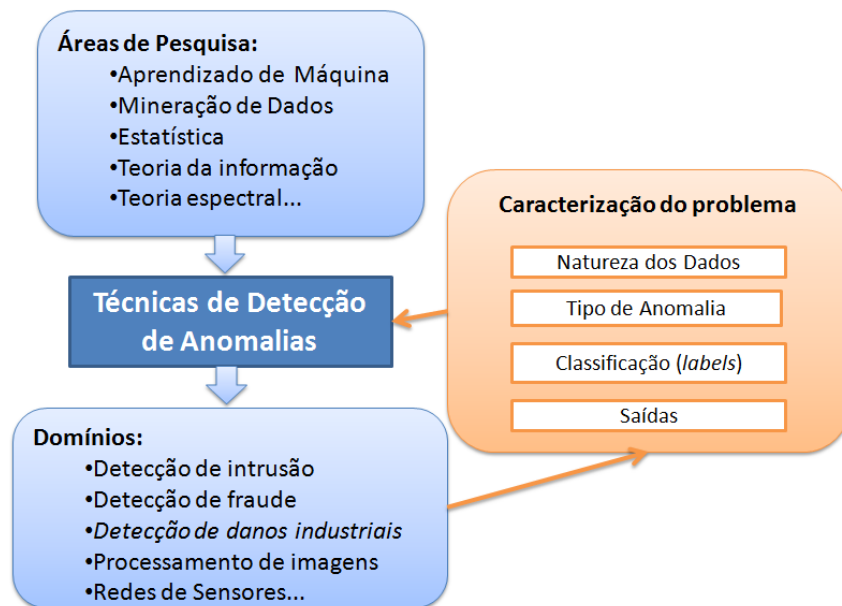 Áreas de Pesquisa:
•Aprendizado de Máquina
•Mineração de Dados
•Estatística
•Teoria da informação
•Teoria espectral...
Técnicas de Detecção
de Anomalias
Domínios:
•Detecção de intrusão
•Detecção de fraude
•Detecção de danos industriais
•Processamento de imagens
•Redes de Sensores...
Caracterização do problema
Natureza dos Dados
Tipo de Anomalia
Classificação (labels)
Saídas